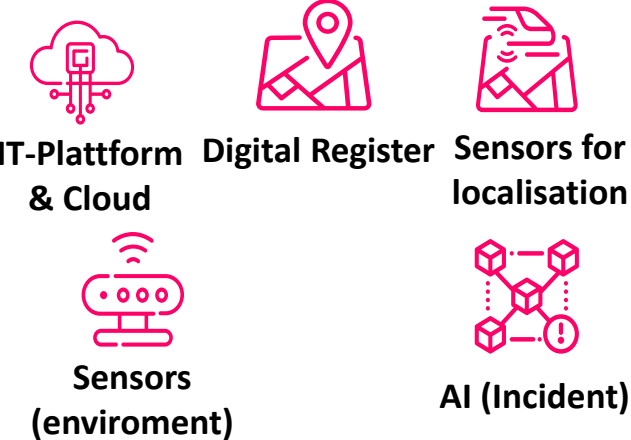 IT-Plattform
& Cloud
Digital Register
Sensors for
localisation
Sensors
(enviroment)
AI (Incident)